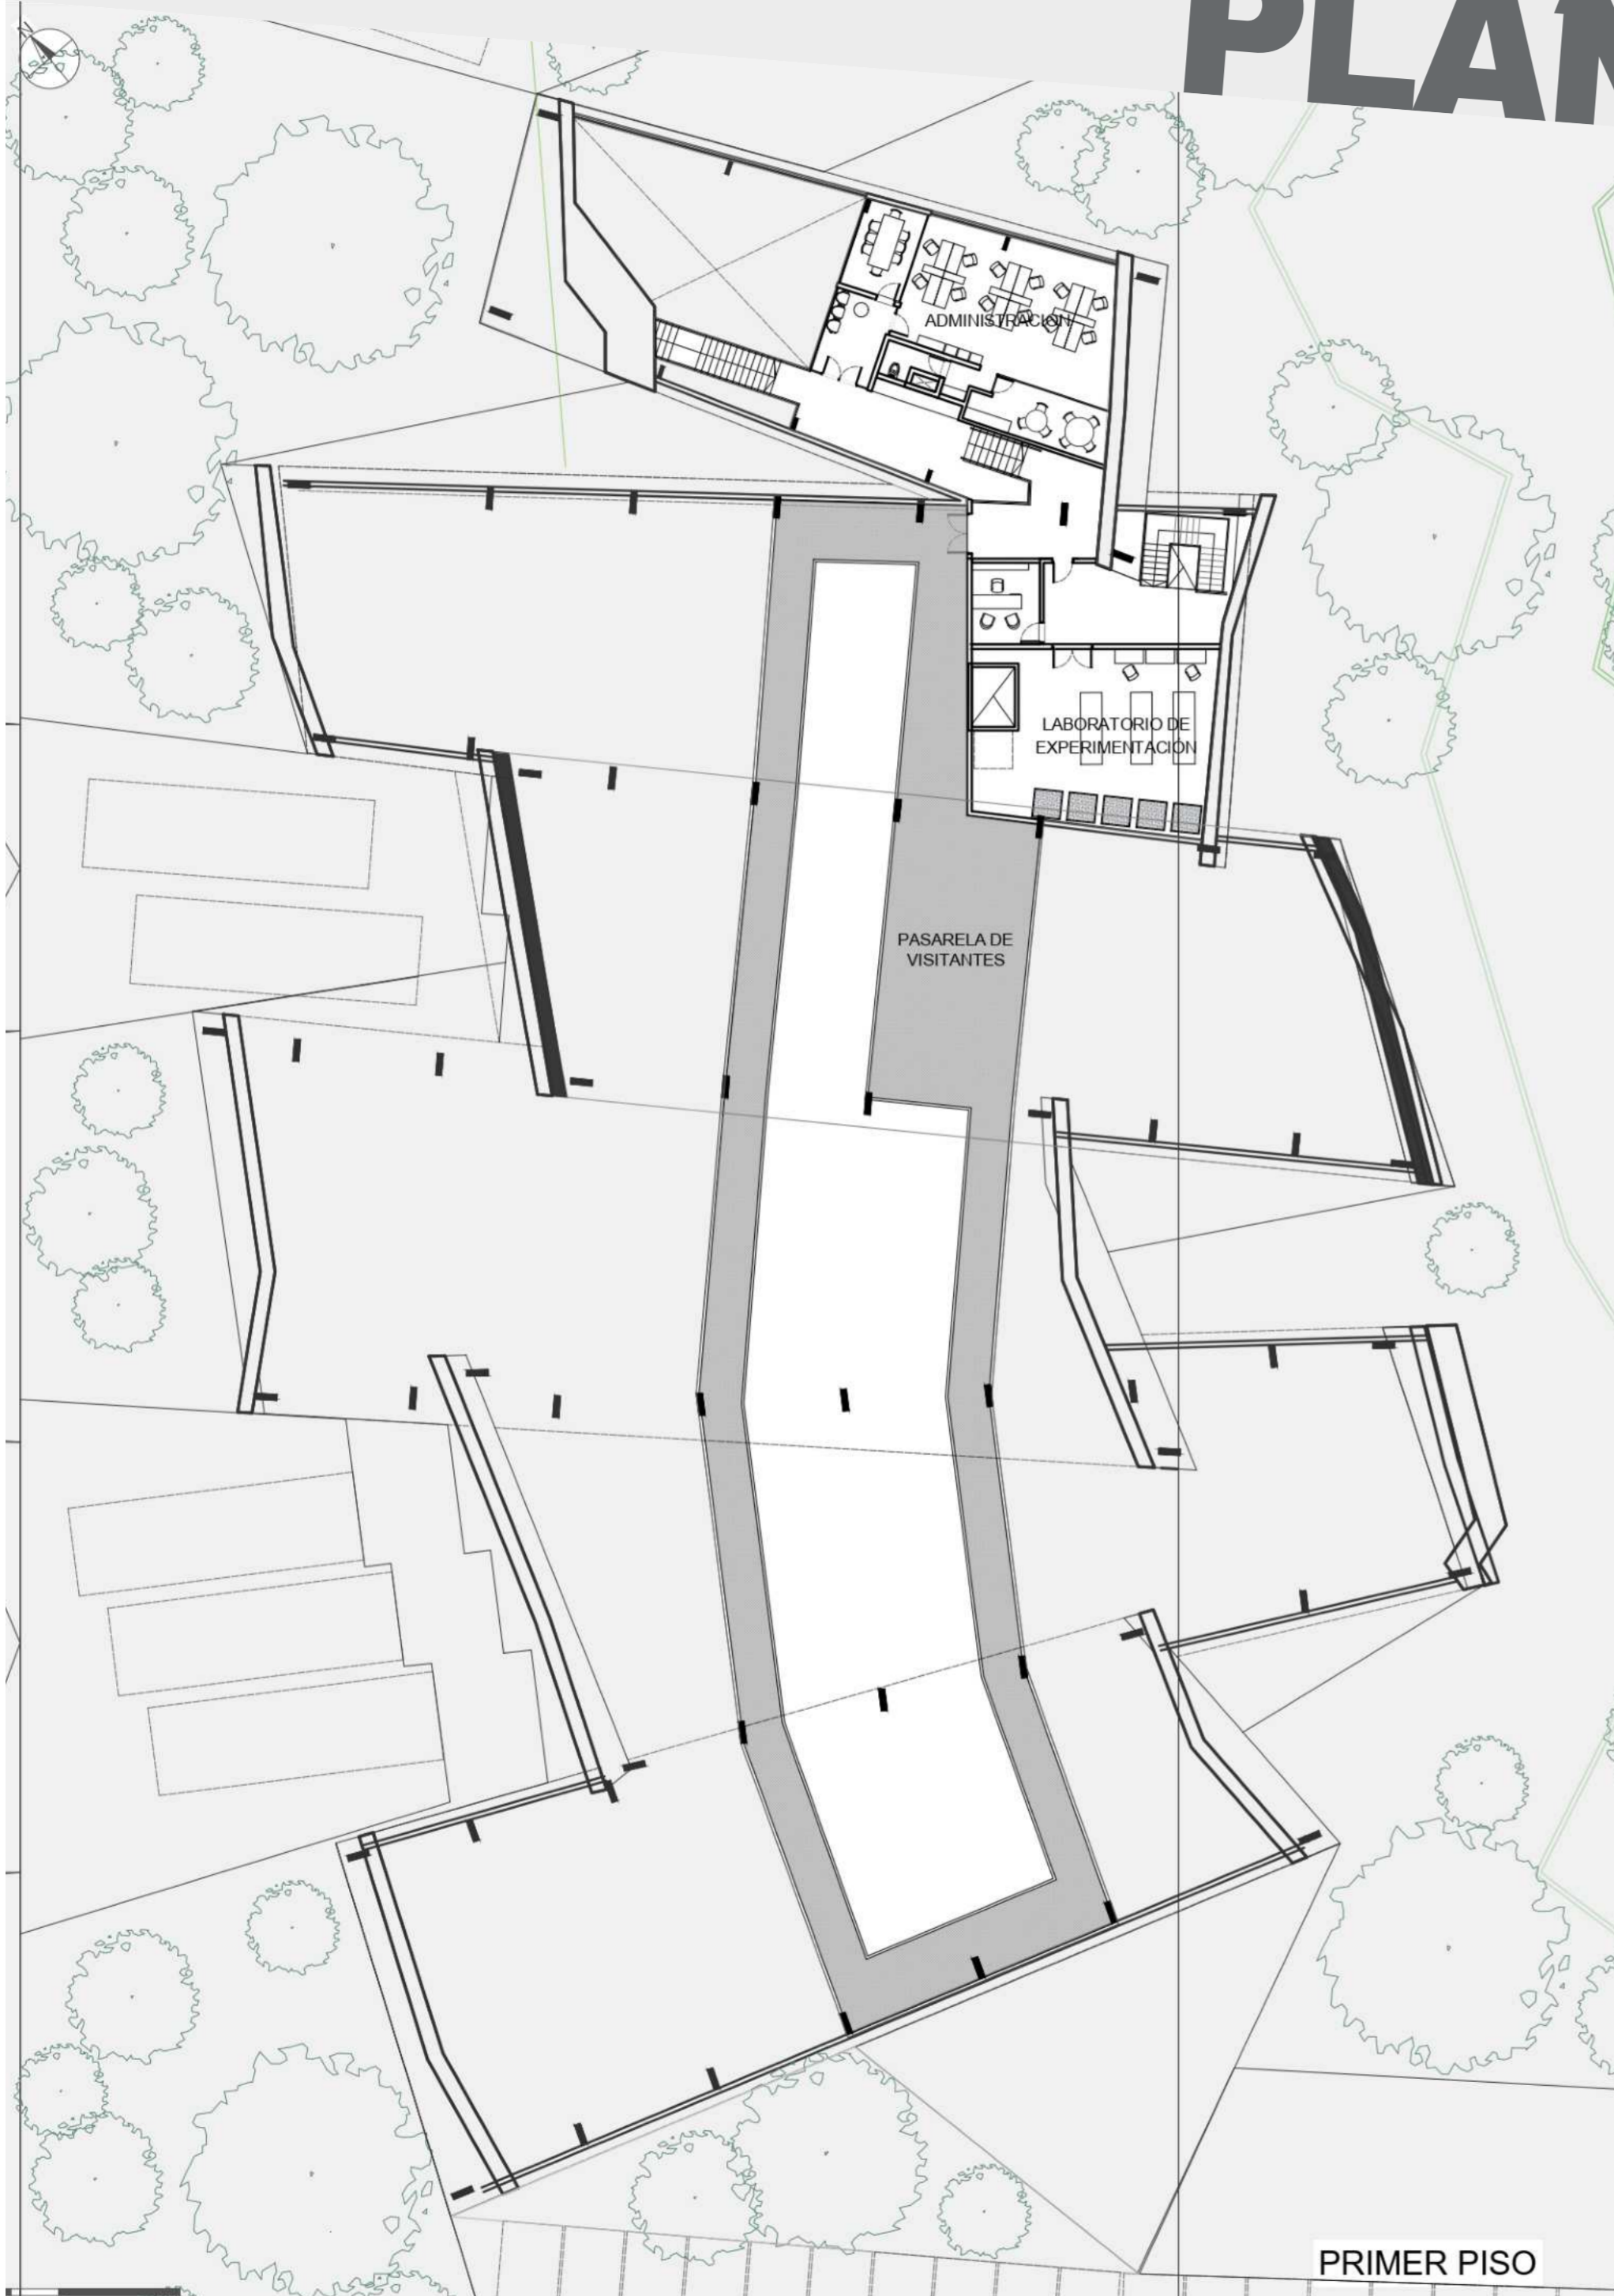 PLAN
ADMINISTRACION
LABORATORIO DE
EXPERIMENTACION
PASARELA DE
VISITANTES
PRIMER PISO